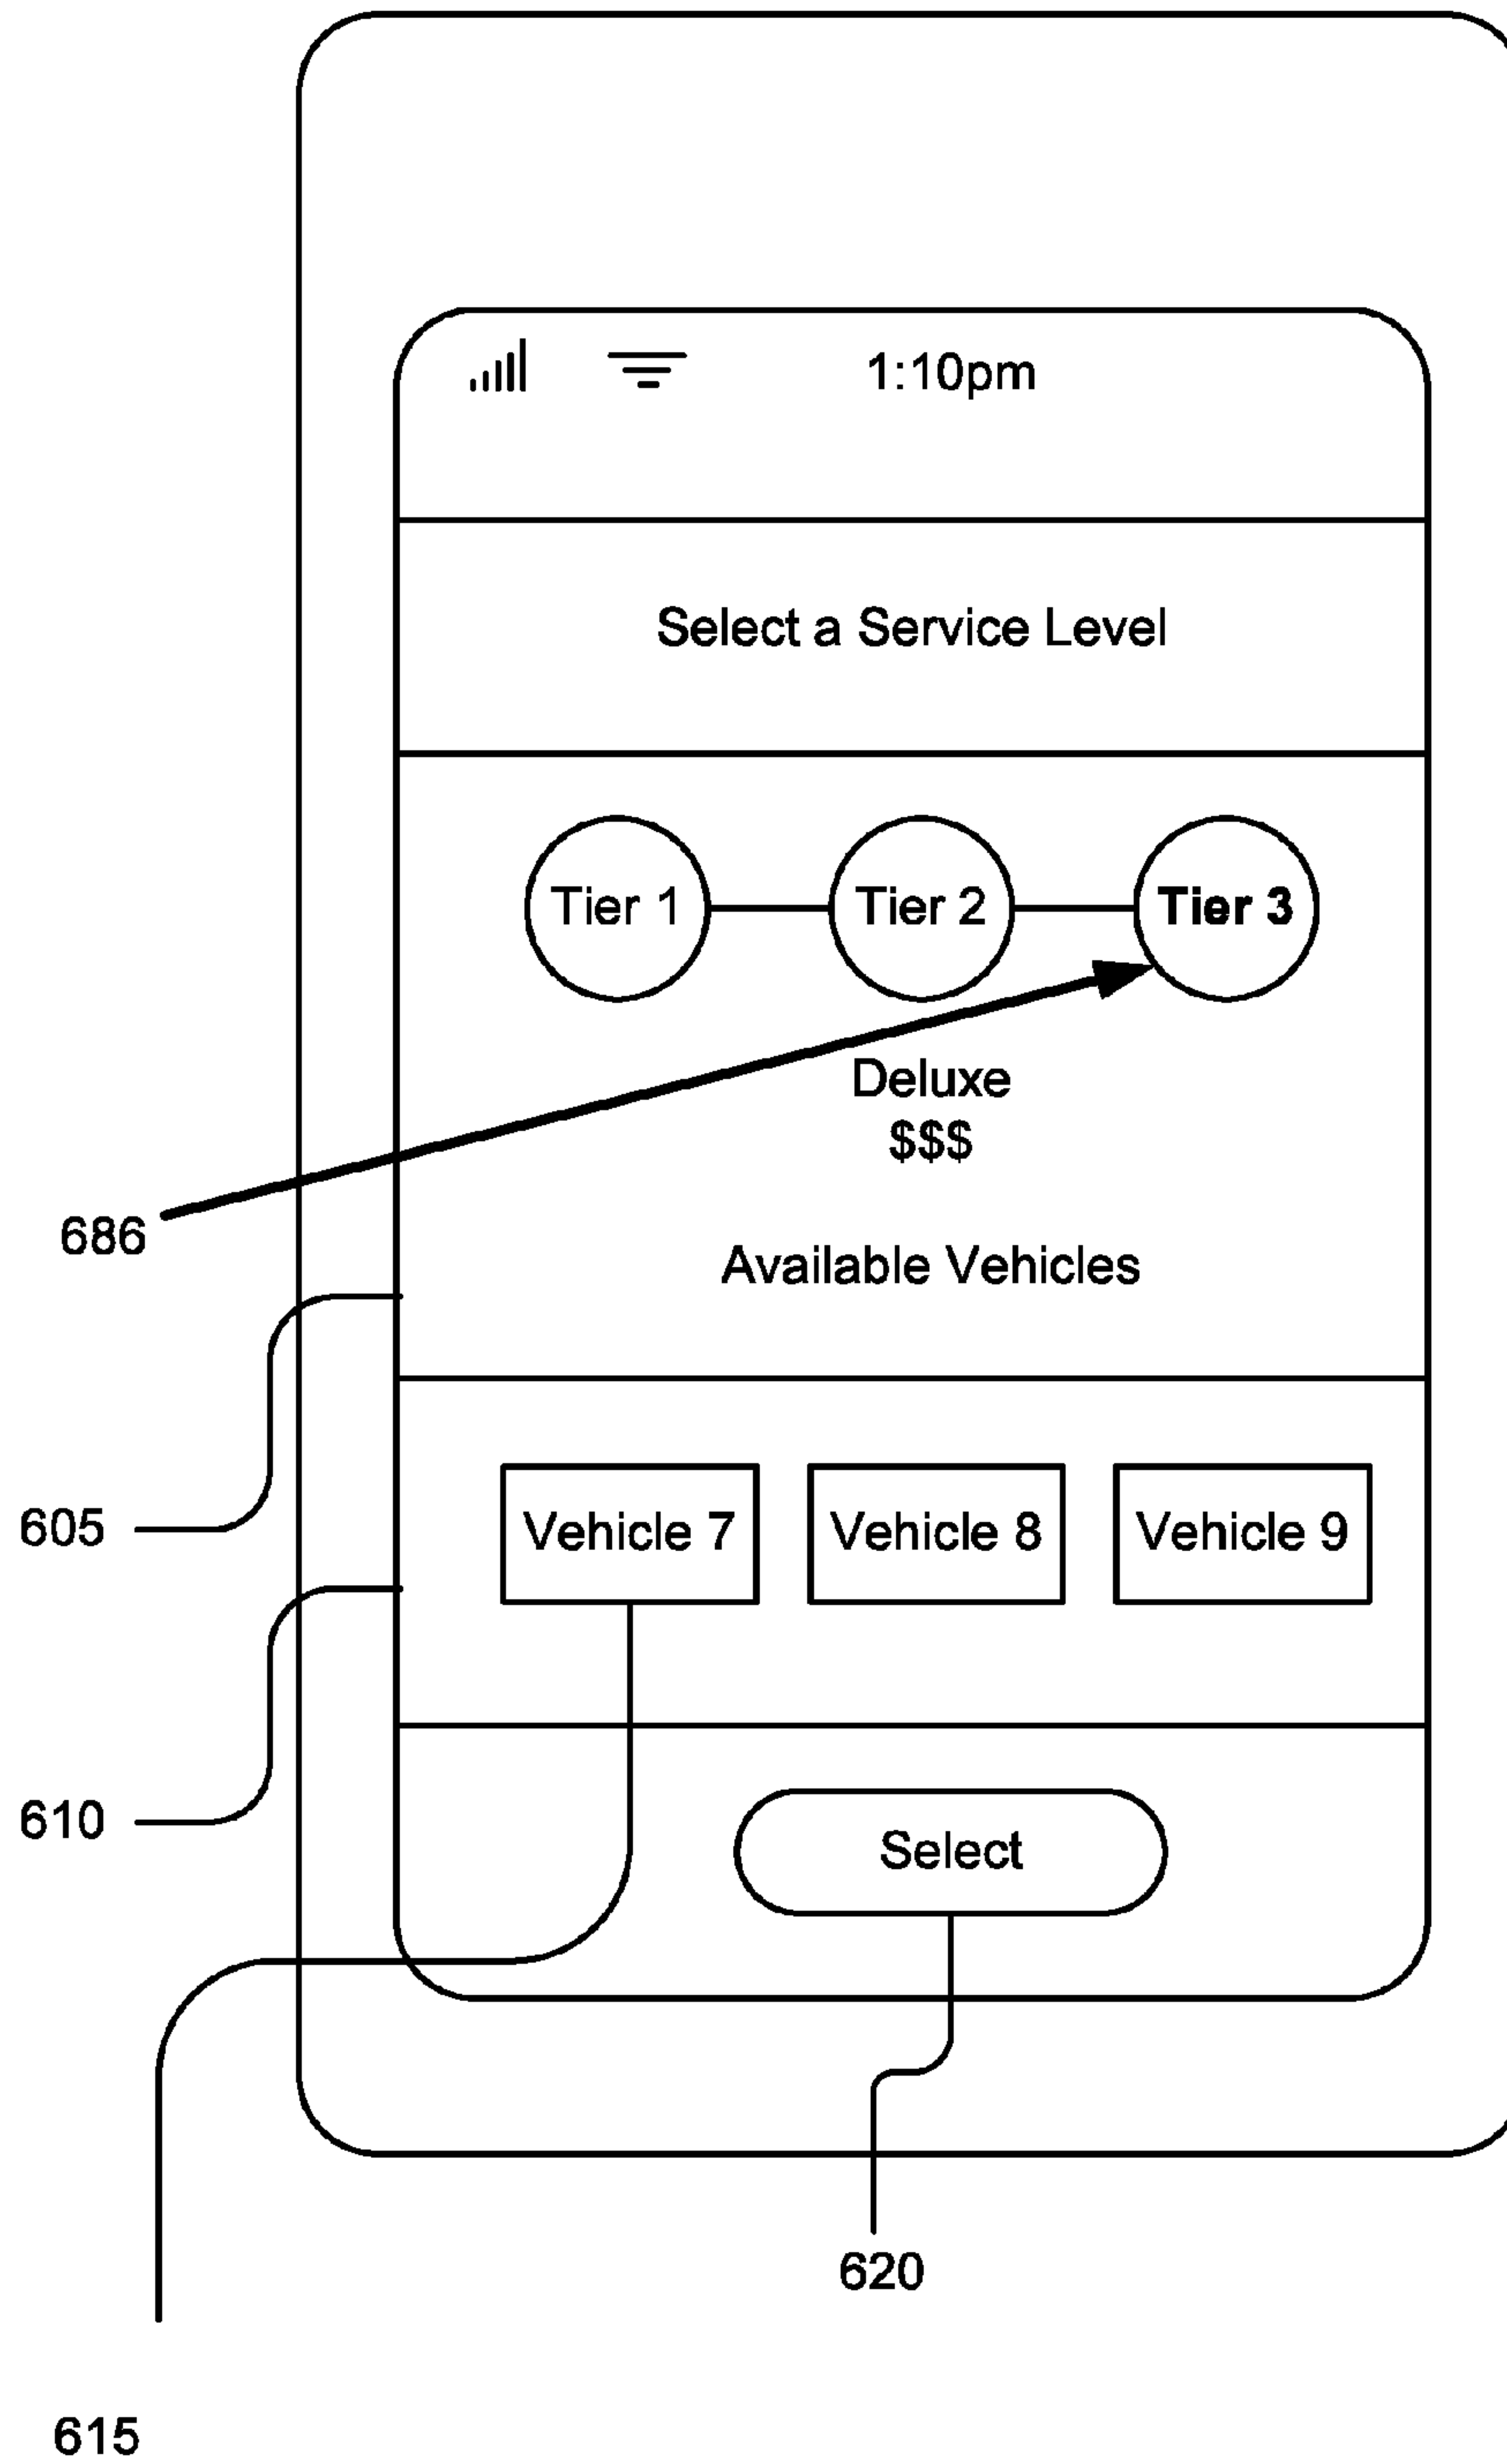 1:10pm
Select a Service Level
Tier 1 Tier 2 Tier 3
Deluxe
$$$
686
Available Vehicles
605
Vehicle 7 Vehicle 8 Vehicle 9
610
Select
620
615